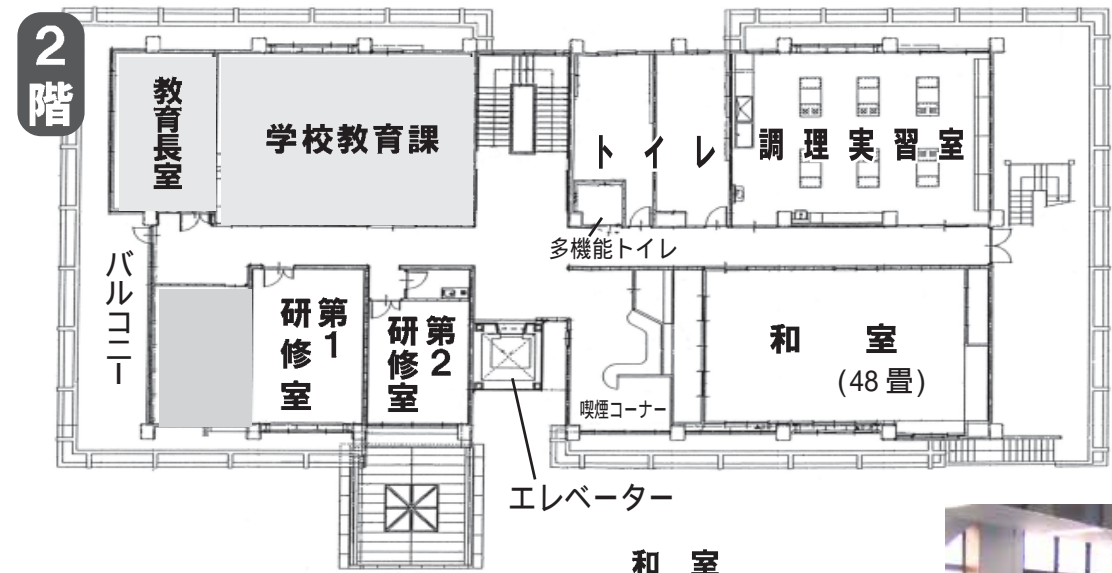 2階
教育長室
学校教育課
トイレ
調理実習室
多機能トイレ
バルコニー
第1
研修室
第2
研修室
和室
(48畳)
喫煙コーナー
エレベーター
和室